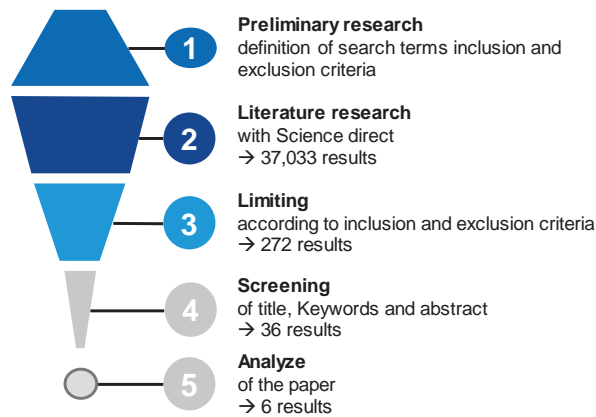 1
Preliminary research
definition of search terms inclusion and
exclusion criteria
2
Literature research
with Science direct
→ 37,033 results
3
Limiting
according to inclusion and exclusion criteria
→ 272 results
4
Screening
of title, Keywords and abstract
→ 36 results
5
Analyze
of the paper
→ 6 results